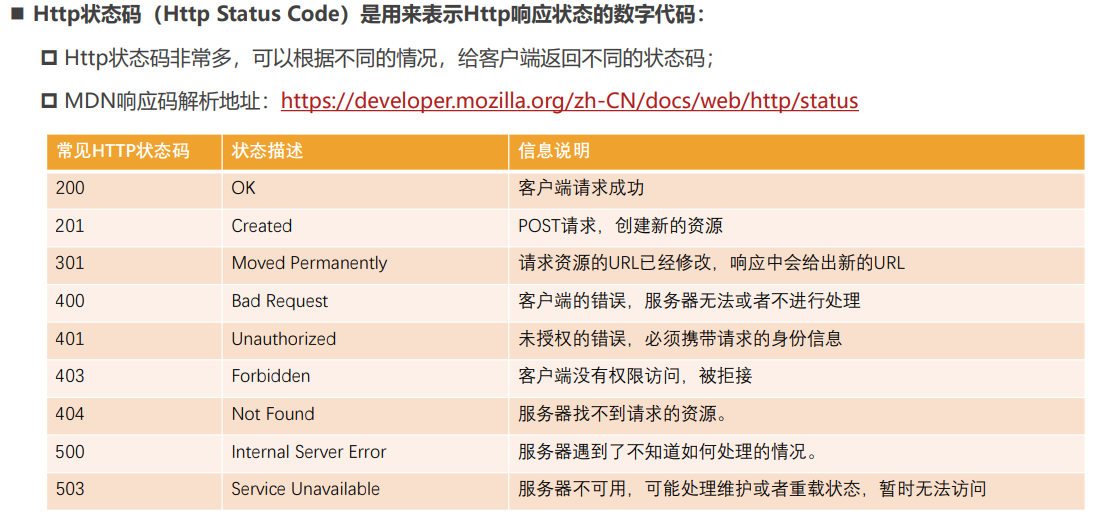 Http状态码（Http Status Code）是用来表示Http响应状态的数字代码：
Http状态码非常多，可以根据不同的情况，给客户端返回不同的状态码；
MDN响应码解析地址：https://developer.mozilla.org/zh-CN/docs/web/http/status
常见HTTP状态码 状态描述 信息说明
200 OK 客户端请求成功
201 Created POST请求，创建新的资源
301 Moved Permanently 请求资源的URL已经修改，响应中会给出新的URL
400 Bad Request 客户端的错误，服务器无法或者不进行处理
401 Unauthorized 未授权的错误，必须携带请求的身份信息
403 Forbidden 客户端没有权限访问，被拒接
404 Not Found 服务器找不到请求的资源。
500 Internal Server Error 服务器遇到了不知道如何处理的情况。
503 Service Unavailable 服务器不可用，可能处理维护或者重载状态，暂时无法访问